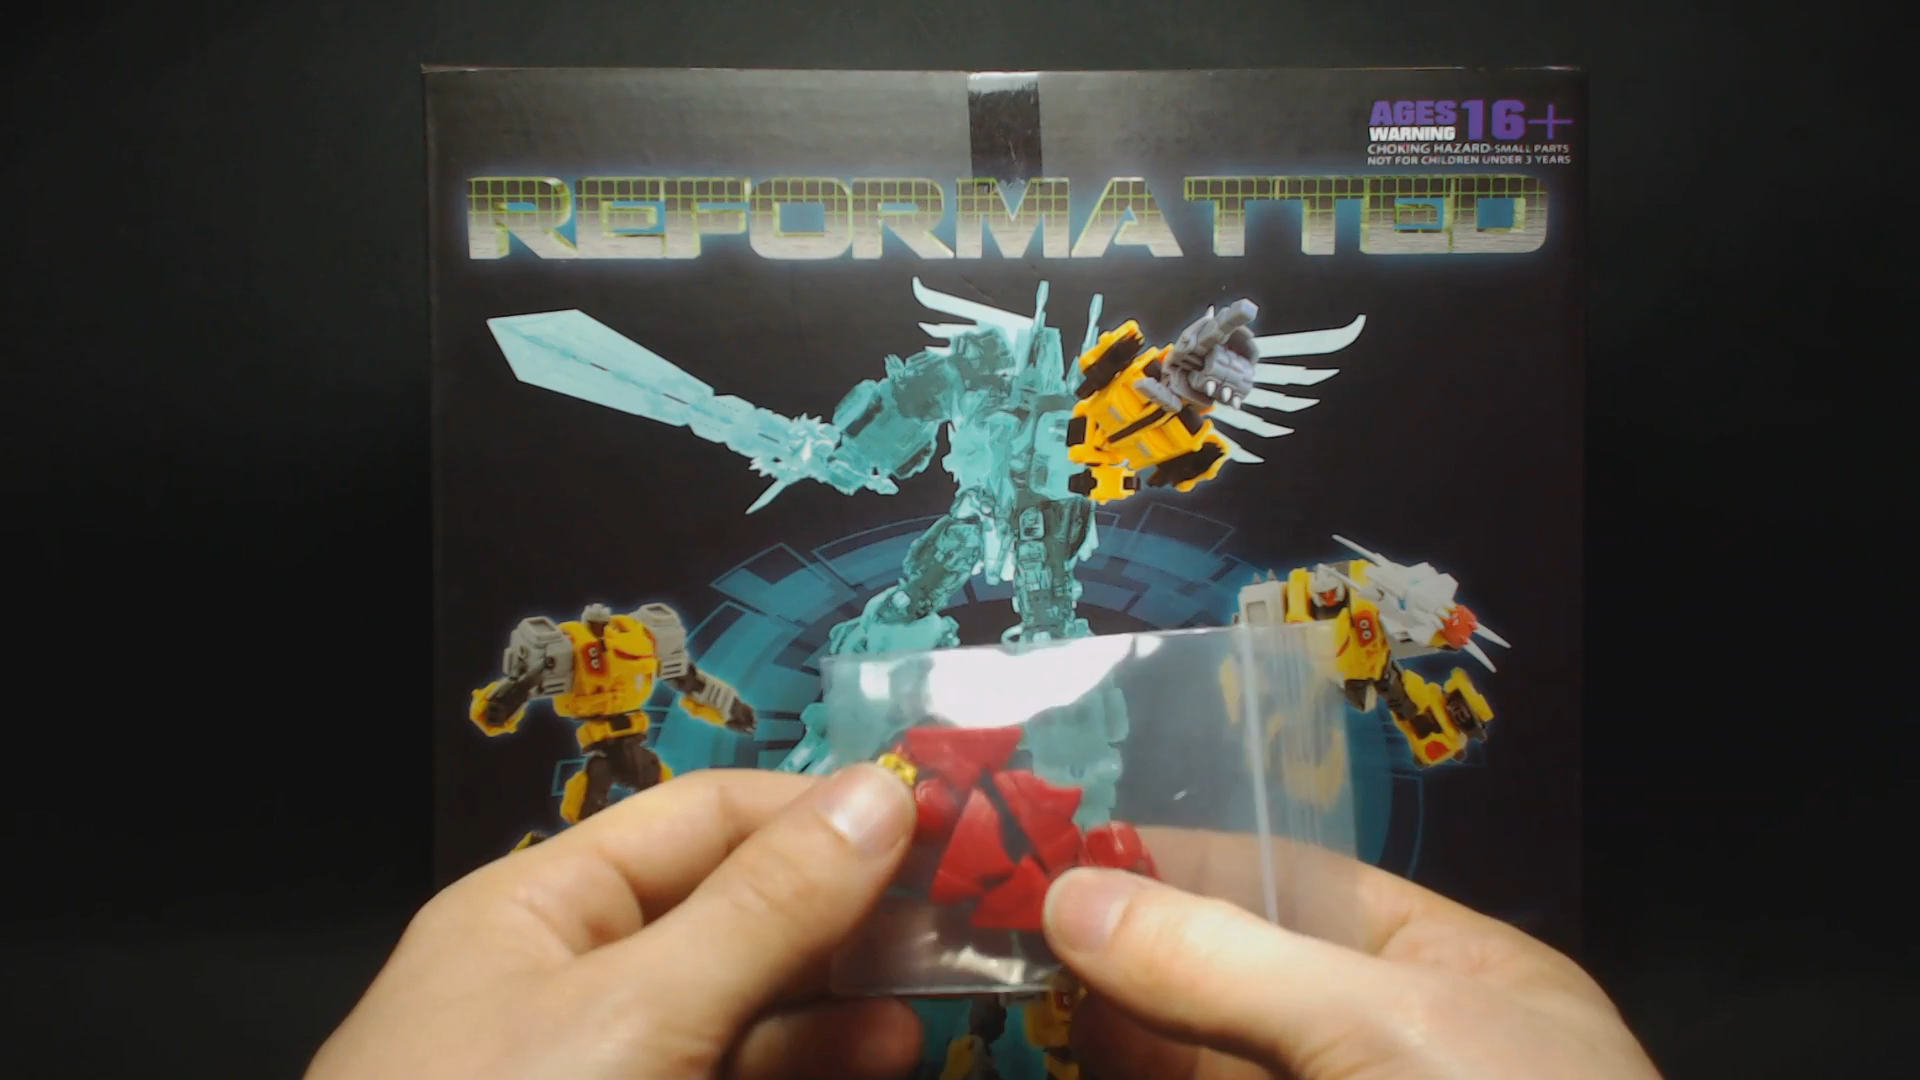 AGES 16+
WARNING
CHOKING HAZARD-SMALL PARTS
NOT FOR CHILDREN UNDER 3 YEARS
REFORMATTED